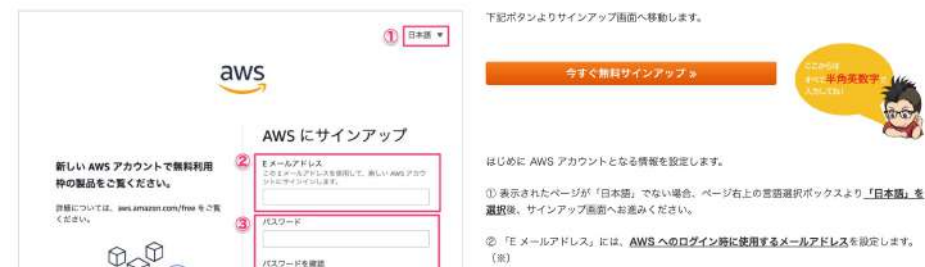 ① 日本語 ▼
aws
AWS にサインアップ
新しい AWS アカウントで無料利用
枠の製品をご覧ください。
詳細については、aws.amazon.com/free をご覧
ください。
② E メールアドレス
この E メールアドレスを使用して、新しい AWS アカウ
ントにサインインします。
③ パスワード
パスワードを確認
下記ボタンよりサインアップ画面へ移動します。
今すぐ無料サインアップ »
ここからは
すべて半角英数字で
入力してね!
はじめに AWS アカウントとなる情報を設定します。
① 表示されたページが「日本語」でない場合、ページ右上の言語選択ボックスより「日本語」を
選択後、サインアップ画面へお進みください。
② 「E メールアドレス」には、AWS へのログイン時に使用するメールアドレスを設定します。
（※）